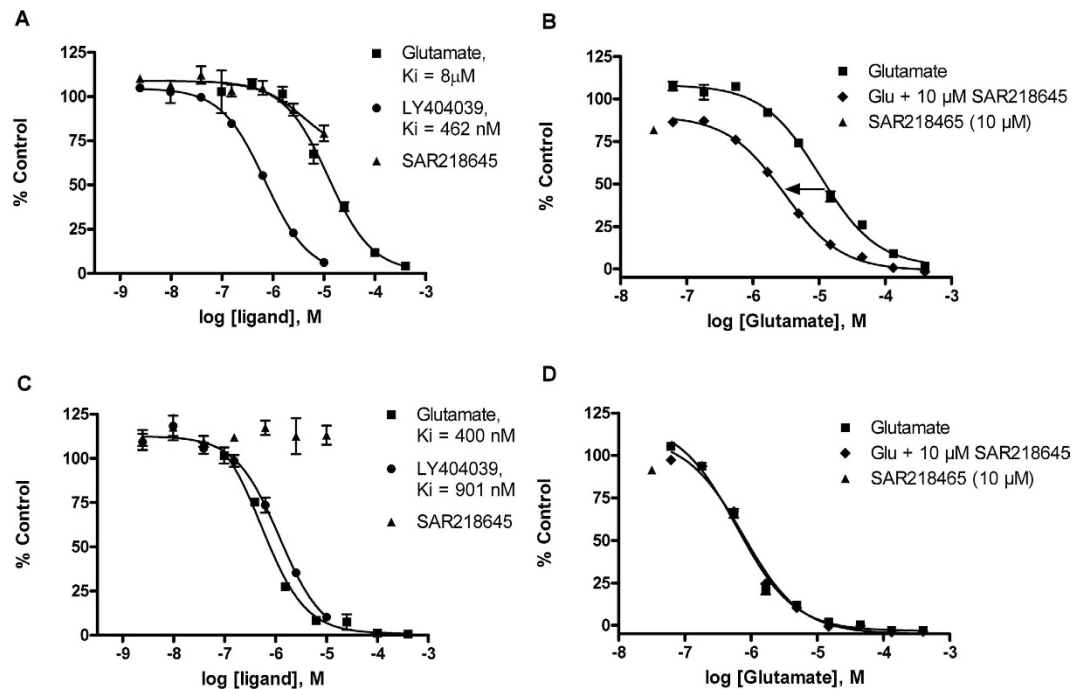 A
125
100
75
50
25
0
% Control
-9 -8 -7 -6 -5 -4 -3
log [ligand], M
Glutamate,
Ki = 8µM
LY404039,
Ki = 462 nM
SAR218645
B
125
100
75
50
25
0
% Control
-8 -7 -6 -5 -4 -3
log [Glutamate], M
Glutamate
Glu + 10 µM SAR218645
SAR218465 (10 µM)
C
125
100
75
50
25
0
% Control
-9 -8 -7 -6 -5 -4 -3
log [ligand], M
Glutamate,
Ki = 400 nM
LY404039,
Ki = 901 nM
SAR218645
D
125
100
75
50
25
0
% Control
-8 -7 -6 -5 -4 -3
log [Glutamate], M
Glutamate
Glu + 10 µM SAR218645
SAR218465 (10 µM)